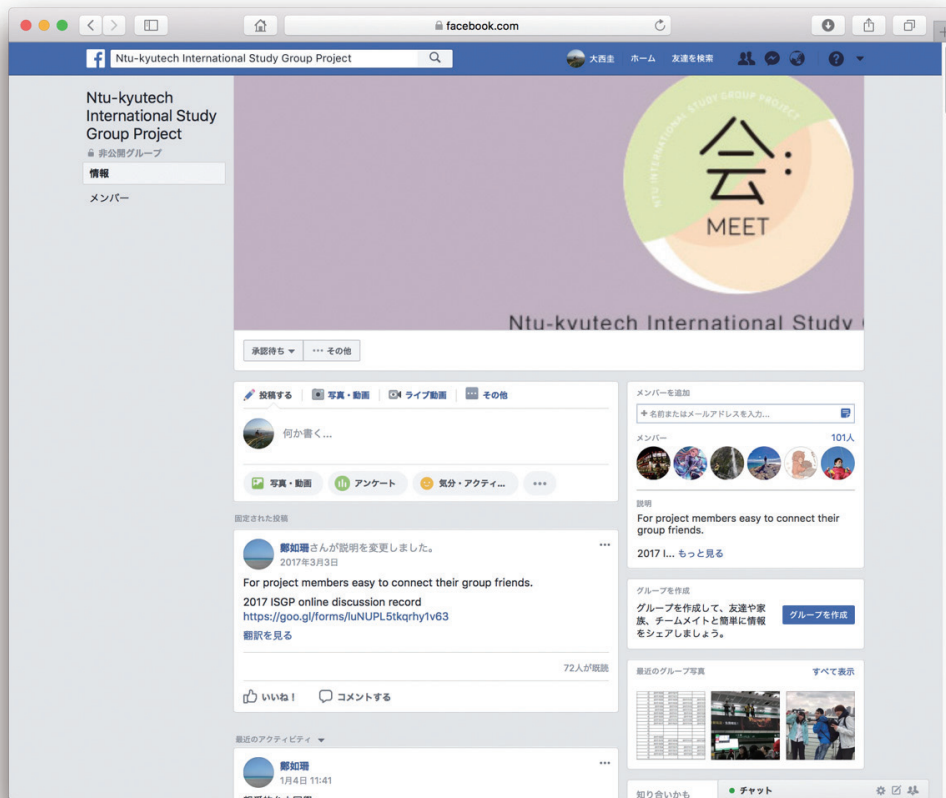 facebook.com
Ntu-kyutech International Study Group Project
大西圭 ホーム 友達を検索
Ntu-kyutech
International Study
Group Project
非公開グループ
情報
メンバー
NTU INTERNATIONAL STUDY GROUP PROJECT
会:
MEET
Ntu-kyutech International Study
承認待ち
その他
投稿する 写真・動画 ライブ動画 その他
何か書く...
写真・動画 アンケート 気分・アクティ...
固定された投稿
鄭如珊さんが説明を変更しました。
2017年3月3日
For project members easy to connect their group friends.
2017 ISGP online discussion record
https://goo.gl/forms/luNUPL5tkqrhy1v63
翻訳を見る
72人が既読
いいね! コメントする
最近のアクティビティ
鄭如珊
1月4日 11:41
メンバーを追加
+ 名前またはメールアドレスを入力...
メンバー 101人
説明
For project members easy to connect their
group friends.
2017 I... もっと見る
グループを作成
グループを作成して、友達や家
族、チームメイトと簡単に情報
をシェアしましょう。
グループを作成
最近のグループ写真 すべて表示
知り合いかも
チャット